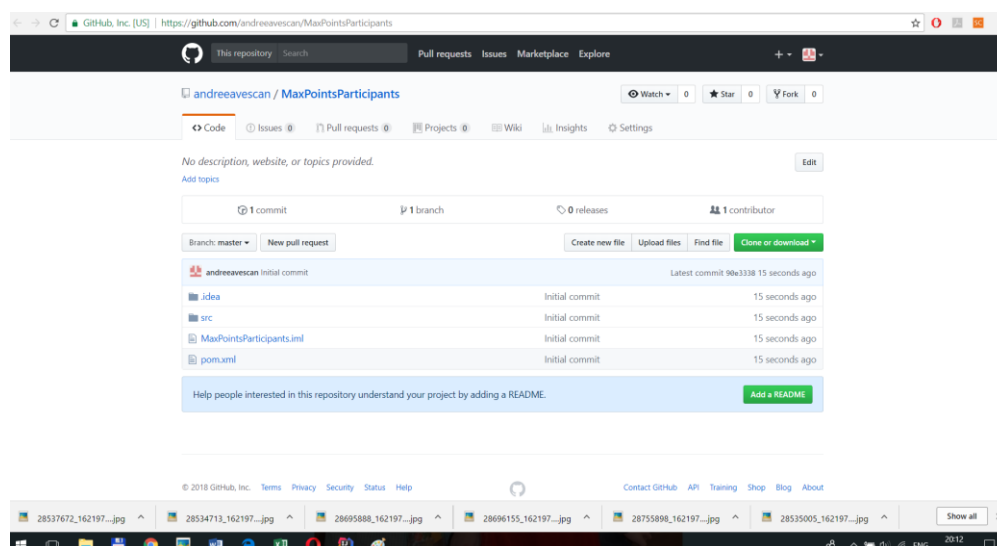 GitHub, Inc. [US] https://github.com/andreeavescan/MaxPointsParticipants
This repository Search Pull requests Issues Marketplace Explore
andreeavescan / MaxPointsParticipants Watch 0 Star 0 Fork 0
Code Issues 0 Pull requests 0 Projects 0 Wiki Insights Settings
No description, website, or topics provided. Edit
Add topics
1 commit 1 branch 0 releases 1 contributor
Branch: master New pull request Create new file Upload files Find file Clone or download
andreeavescan Initial commit Latest commit 90e3338 15 seconds ago
.idea Initial commit 15 seconds ago
src Initial commit 15 seconds ago
MaxPointsParticipants.iml Initial commit 15 seconds ago
pom.xml Initial commit 15 seconds ago
Help people interested in this repository understand your project by adding a README. Add a README
© 2018 GitHub, Inc. Terms Privacy Security Status Help Contact GitHub API Training Shop Blog About
28537672_162197....jpg 28534713_162197....jpg 28695888_162197....jpg 28696155_162197....jpg 28755898_162197....jpg 28535005_162197....jpg Show all
ENG 20:12